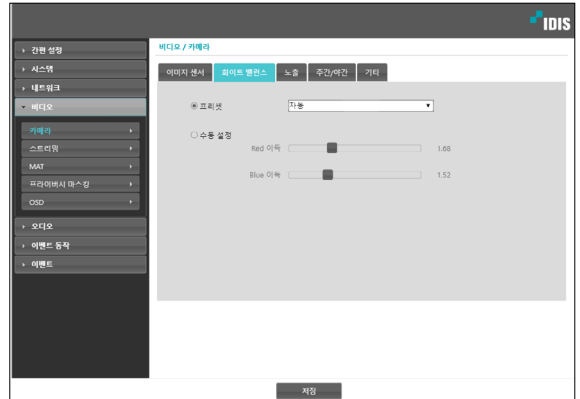 IDIS
간편 설정
시스템
네트워크
비디오
카메라
스트리밍
MAT
프라이버시 마스킹
OSD
오디오
이벤트 동작
이벤트
비디오 / 카메라
이미지 센서 화이트 밸런스 노출 주간/야간 기타
프리셋 자동
수동 설정
Red 이득 1.68
Blue 이득 1.52
저장